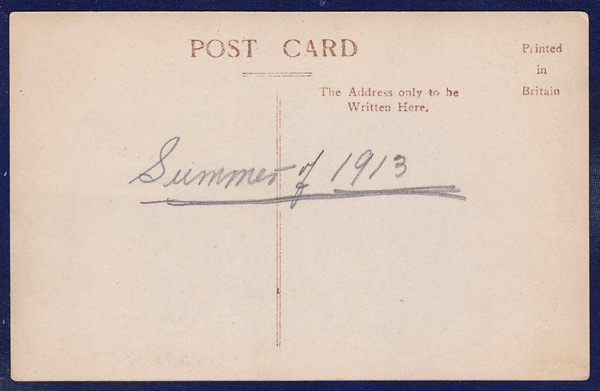 POST CARD
Printed
in
Britain
The Address only to be
Written Here.
Summer of 1913